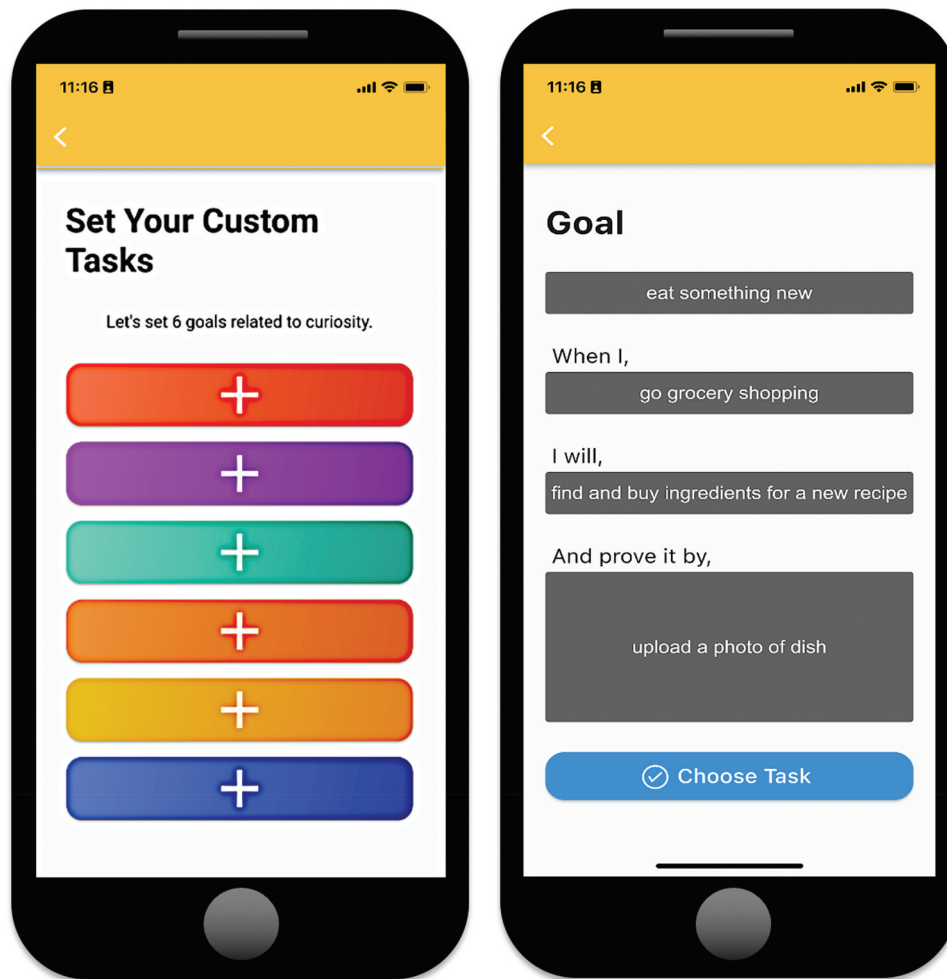 11:16
Set Your Custom
Tasks
Let's set 6 goals related to curiosity.
+
+
+
+
+
+
11:16
Goal
eat something new
When I,
go grocery shopping
I will,
find and buy ingredients for a new recipe
And prove it by,
upload a photo of dish
Choose Task